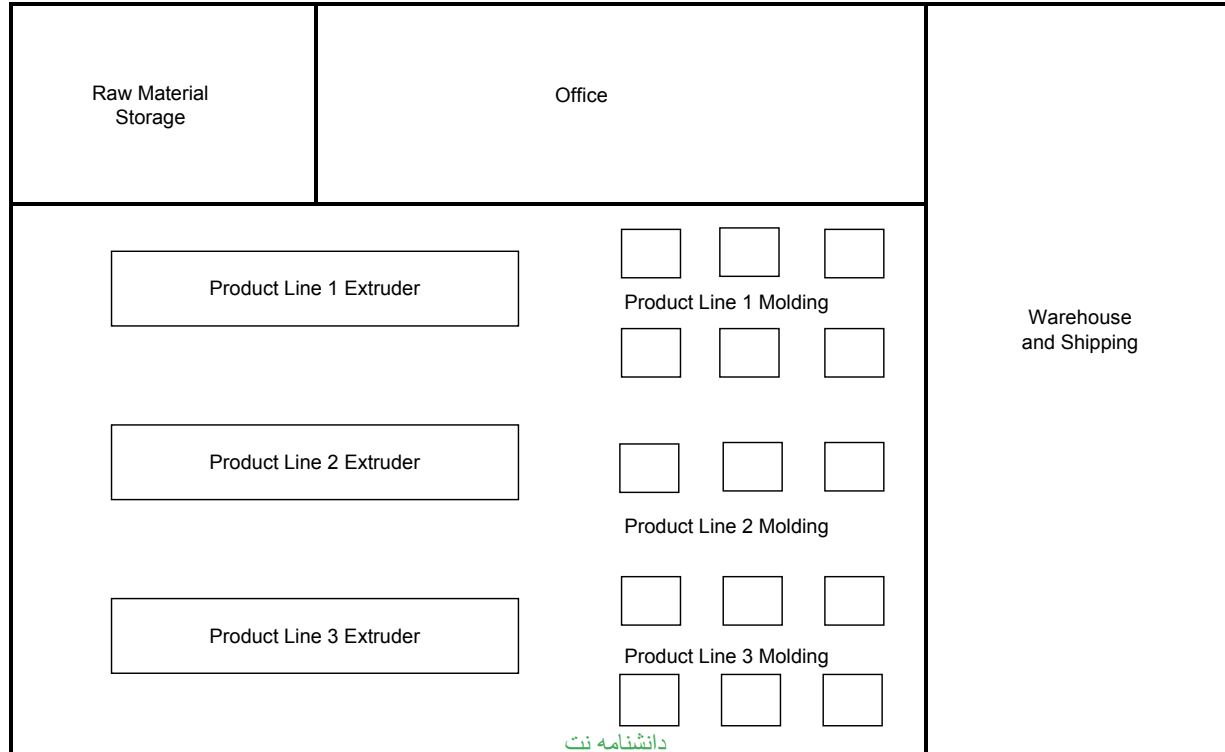 Raw Material
Storage
Office
Product Line 1 Extruder
Product Line 1 Molding
Warehouse
and Shipping
Product Line 2 Extruder
Product Line 2 Molding
Product Line 3 Extruder
Product Line 3 Molding
دانشنامه نت